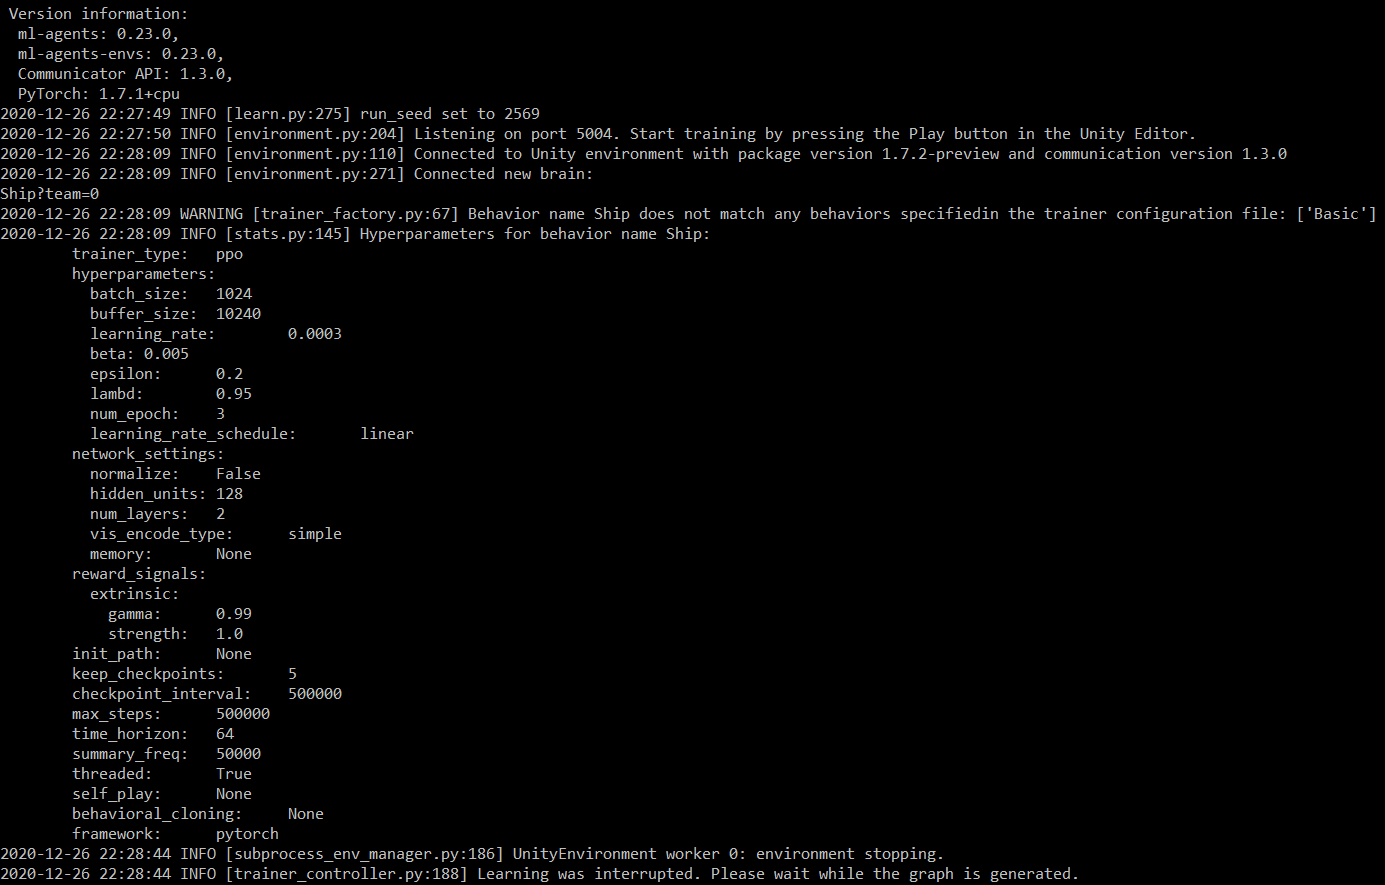 Version information:
ml-agents: 0.23.0,
ml-agents-envs: 0.23.0,
Communicator API: 1.3.0,
PyTorch: 1.7.1+cpu
2020-12-26 22:27:49 INFO [learn.py:275] run_seed set to 2569
2020-12-26 22:27:50 INFO [environment.py:204] Listening on port 5004. Start training by pressing the Play button in the Unity Editor.
2020-12-26 22:28:09 INFO [environment.py:110] Connected to Unity environment with package version 1.7.2-preview and communication version 1.3.0
2020-12-26 22:28:09 INFO [environment.py:271] Connected new brain:
Ship?team=0
2020-12-26 22:28:09 WARNING [trainer_factory.py:67] Behavior name Ship does not match any behaviors specifiedin the trainer configuration file: ['Basic']
2020-12-26 22:28:09 INFO [stats.py:145] Hyperparameters for behavior name Ship:
trainer_type: ppo
hyperparameters:
batch_size: 1024
buffer_size: 10240
learning_rate: 0.0003
beta: 0.005
epsilon: 0.2
lambd: 0.95
num_epoch: 3
learning_rate_schedule: linear
network_settings:
normalize: False
hidden_units: 128
num_layers: 2
vis_encode_type: simple
memory: None
reward_signals:
extrinsic:
gamma: 0.99
strength: 1.0
init_path: None
keep_checkpoints: 5
checkpoint_interval: 500000
max_steps: 500000
time_horizon: 64
summary_freq: 50000
threaded: True
self_play: None
behavioral_cloning: None
framework: pytorch
2020-12-26 22:28:44 INFO [subprocess_env_manager.py:186] UnityEnvironment worker 0: environment stopping.
2020-12-26 22:28:44 INFO [trainer_controller.py:188] Learning was interrupted. Please wait while the graph is generated.